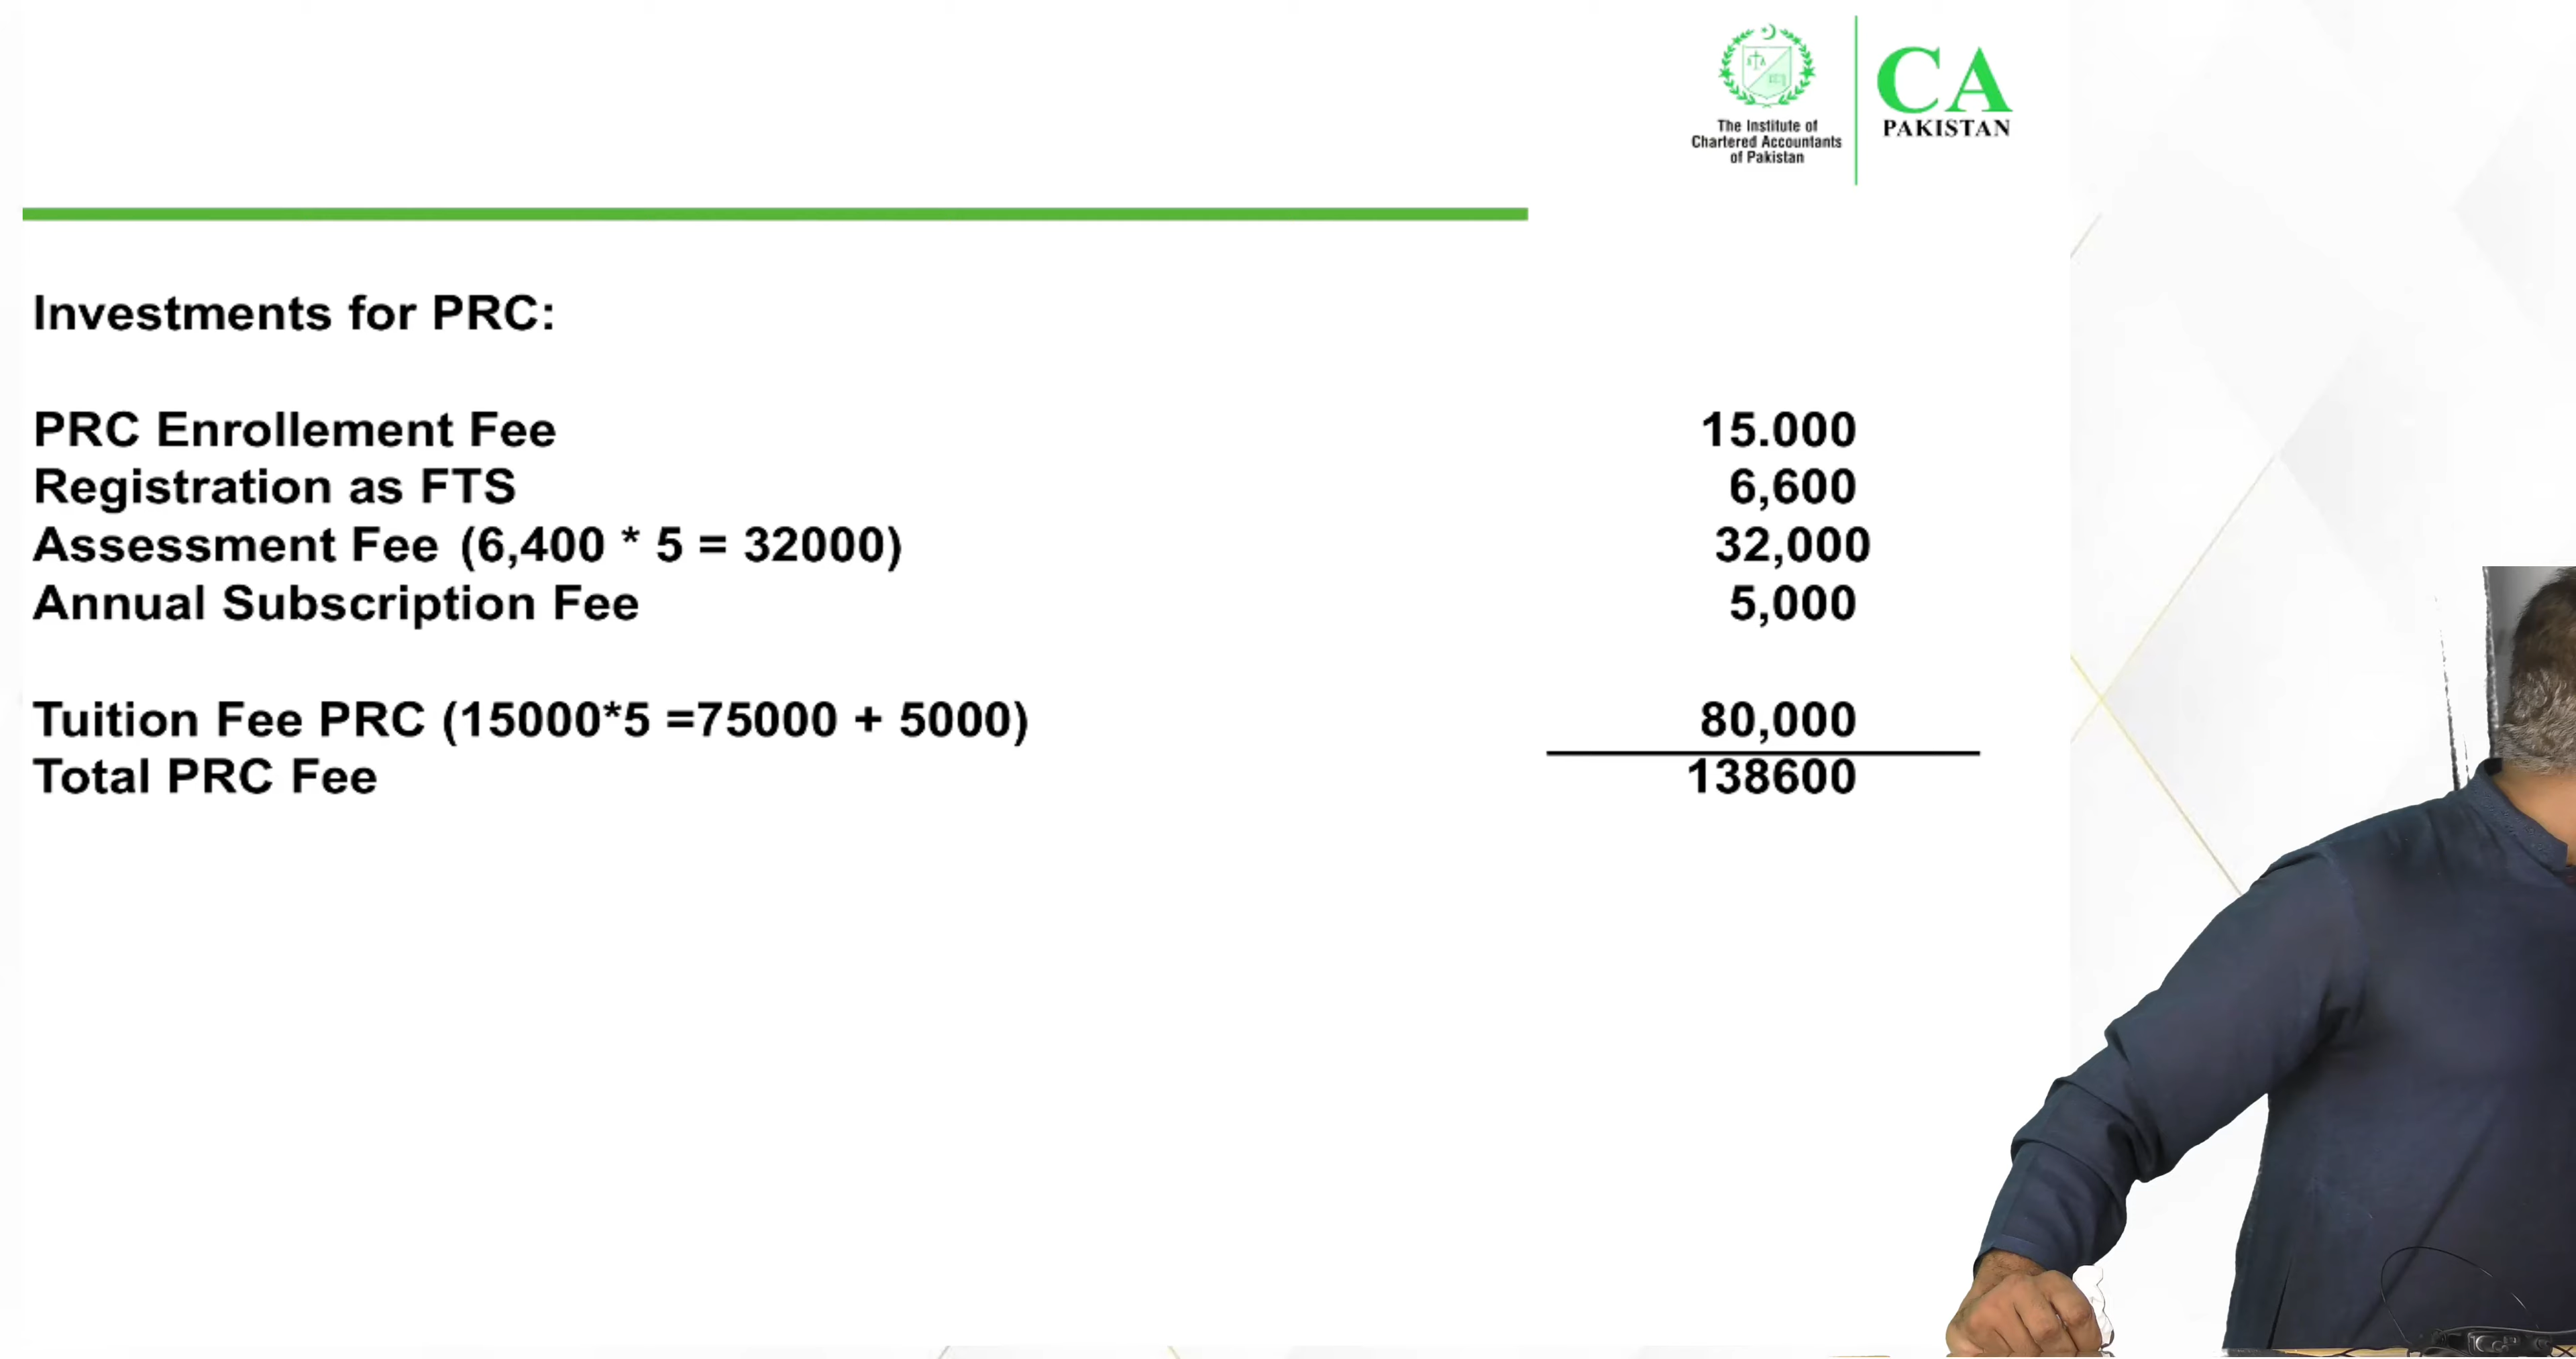 The Institute of
Chartered Accountants
of Pakistan
CA
PAKISTAN
Investments for PRC:
PRC Enrollement Fee 15.000
Registration as FTS 6,600
Assessment Fee (6,400 * 5 = 32000) 32,000
Annual Subscription Fee 5,000
Tuition Fee PRC (15000*5 =75000 + 5000) 80,000
Total PRC Fee 138600